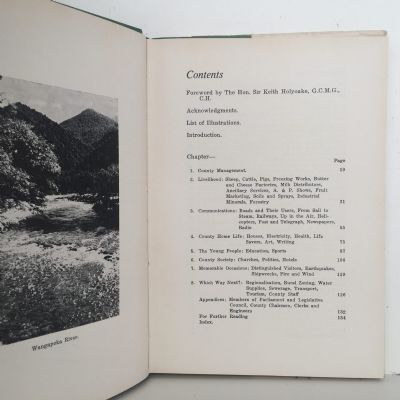 Wangapeka River.
Contents
Foreword by The Hon. Sir Keith Holyoake, G.C.M.G.,
C.H.
Acknowledgments.
List of Illustrations.
Introduction.
Chapter—
Page
1. County Management. 19
2. Livelihood: Sheep, Cattle, Pigs, Freezing Works, Butter
and Cheese Factories, Milk Distributors,
Ancillary Services, A. & P. Shows, Fruit
Marketing, Soils and Sprays, Industrial
Minerals, Forestry 31
3. Communications: Roads and Their Users, From Sail to
Steam, Railways, Up in the Air, Heli-
copters, Post and Telegraph, Newspapers,
Radio 55
4. County Home Life: Houses, Electricity, Health, Life
Savers, Art, Writing 75
5. The Young People: Education, Sports
6. County Society: Churches, Politics, Hotels
7. Memorable Occasions: Distinguished Visitors, Earthquakes,
Shipwrecks, Fire and Wind
8. Which Way Next?: Regionalisation, Rural Zoning, Water
Supplies, Sewerage, Transport,
Tourism, County Staff 126
Appendices: Members of Parliament and Legislative
Council, County Chairmen, Clerks and
Engineers 132
For Further Reading 134
Index.